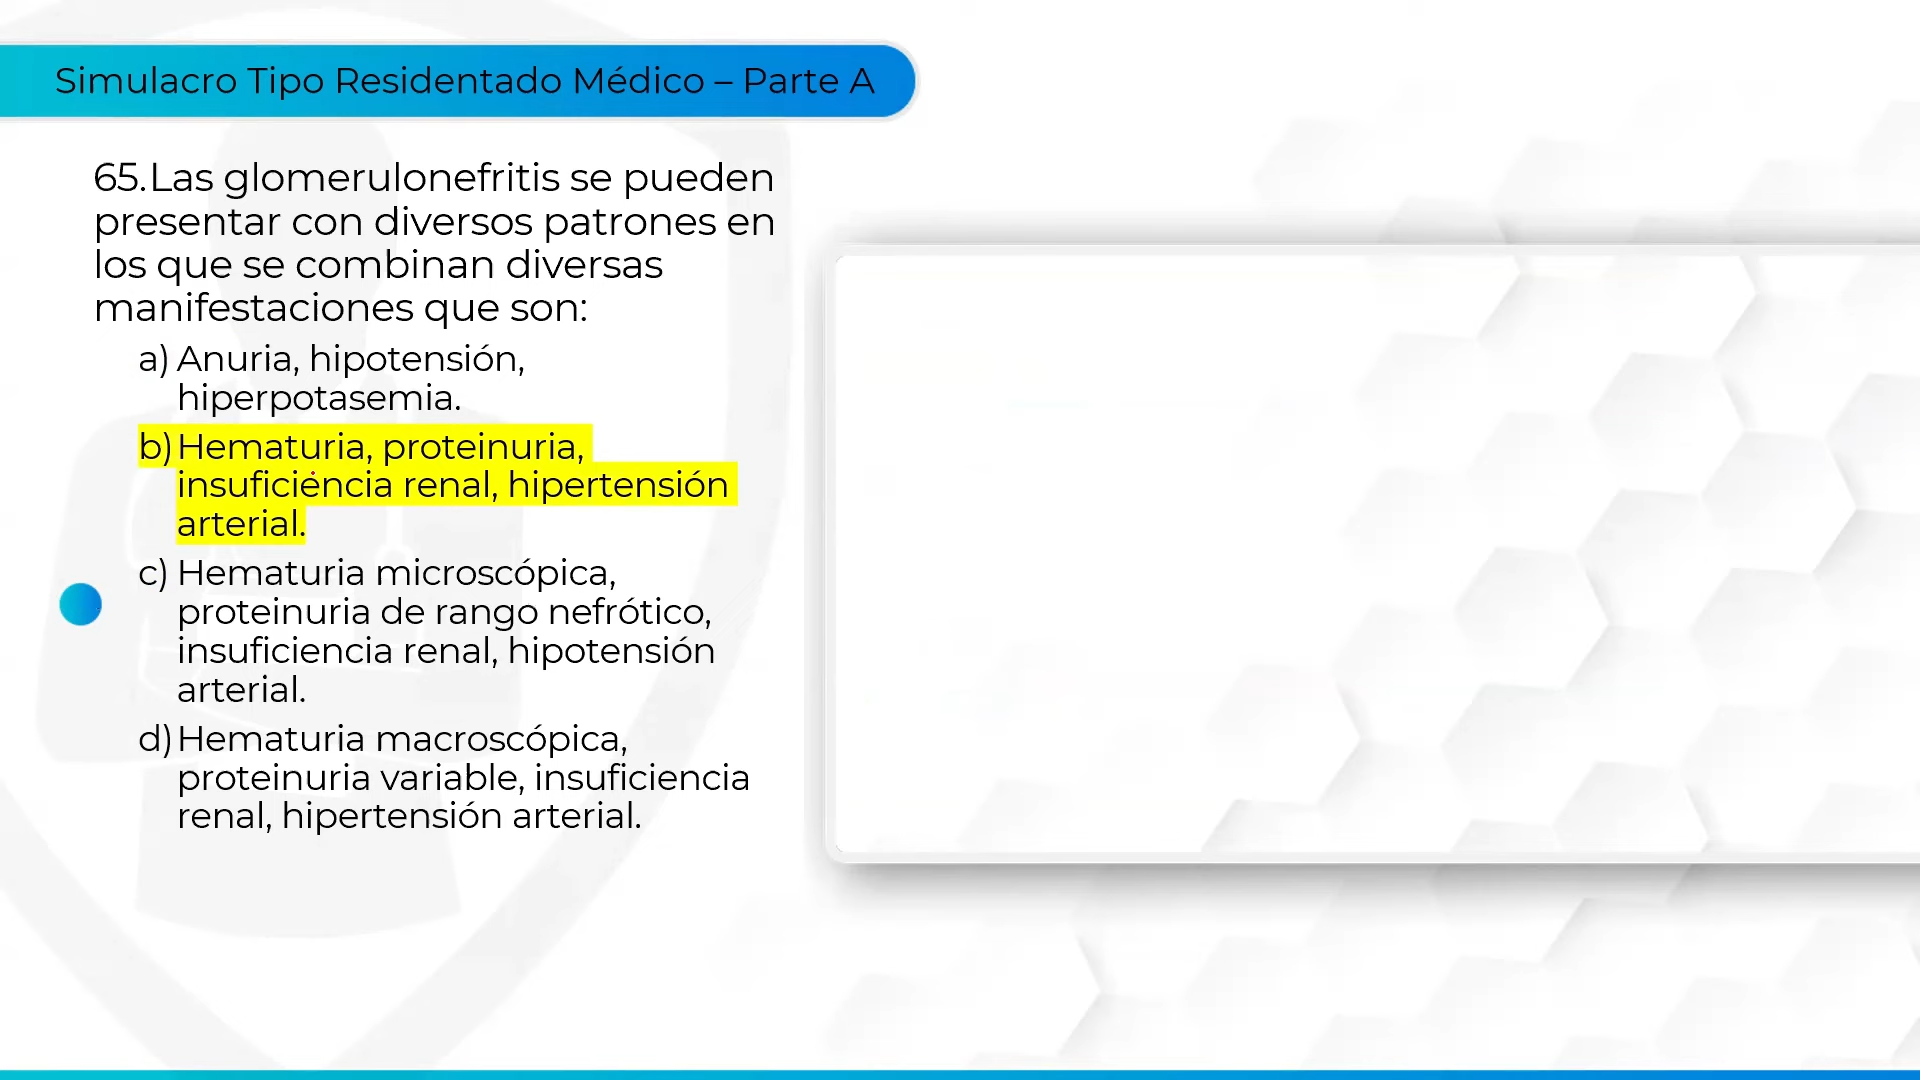 Simulacro Tipo Residentado Médico – Parte A
65.Las glomerulonefritis se pueden
presentar con diversos patrones en
los que se combinan diversas
manifestaciones que son:
a) Anuria, hipotensión,
hiperpotasemia.
b) Hematuria, proteinuria,
insuficiencia renal, hipertensión
arterial.
c) Hematuria microscópica,
proteinuria de rango nefrótico,
insuficiencia renal, hipotensión
arterial.
d) Hematuria macroscópica,
proteinuria variable, insuficiencia
renal, hipertensión arterial.